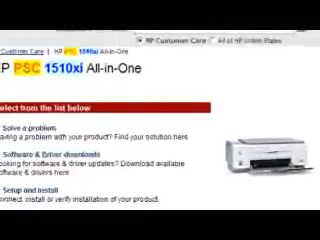 HP Customer Care All of HP United States
Customer Care | HP PSC 1510xi All-in-One
P PSC 1510xi All-in-One
elect from the list below
Solve a problem
aving a problem with your product? Find your solution here
Software & Driver downloads
ooking for software & driver updates? Download available
oftware & drivers here
Setup and install
onnect, install or verify installation of your product.